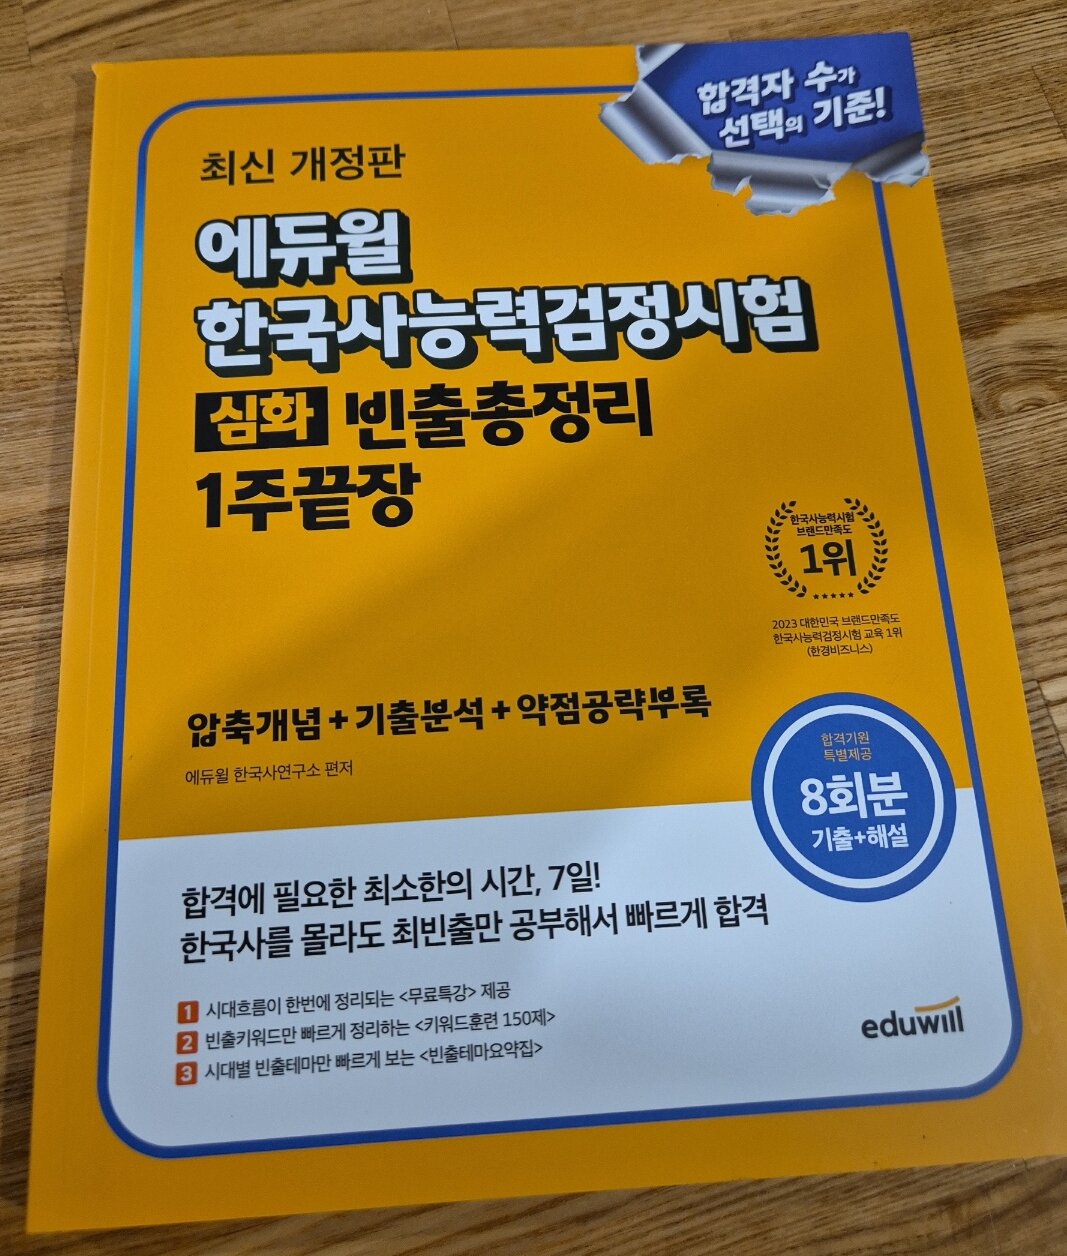 합격자 수가
선택의 기준!
최신 개정판
에듀윌
한국사능력검정시험
심화 빈출총정리
1주끝장
한국사능력시험
브랜드만족도
1위
2023 대한민국 브랜드만족도
한국사능력검정시험 교육 1위
(한경비즈니스)
압축개념 + 기출분석 + 약점공략부록
에듀윌 한국사연구소 편저
합격기원
특별제공
8회분
기출+해설
합격에 필요한 최소한의 시간, 7일!
한국사를 몰라도 최빈출만 공부해서 빠르게 합격
1 시대흐름이 한번에 정리되는 <무료특강> 제공
2 빈출키워드만 빠르게 정리하는 <키워드훈련 150제>
3 시대별 빈출테마만 빠르게 보는 <빈출테마요약집>
eduwill